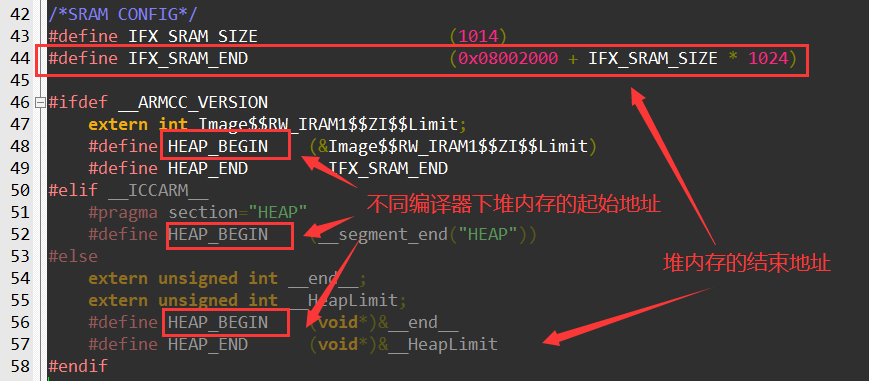 42 /*SRAM CONFIG*/
43 #define IFX_SRAM_SIZE (1014)
44 #define IFX_SRAM_END (0x08002000 + IFX_SRAM_SIZE * 1024)
45
46 #ifdef __ARMCC_VERSION
47 extern int Image$$RW_IRAM1$$ZI$$Limit;
48 #define HEAP_BEGIN (&Image$$RW_IRAM1$$ZI$$Limit)
49 #define HEAP_END IFX_SRAM_END
50 #elif __ICCARM__
不同编译器下堆内存的起始地址
51 #pragma section="HEAP"
52 #define HEAP_BEGIN (__segment_end("HEAP"))
53 #else
堆内存的结束地址
54 extern unsigned int __end__;
55 extern unsigned int __HeapLimit;
56 #define HEAP_BEGIN (void*)&__end__
57 #define HEAP_END (void*)&__HeapLimit
58 #endif